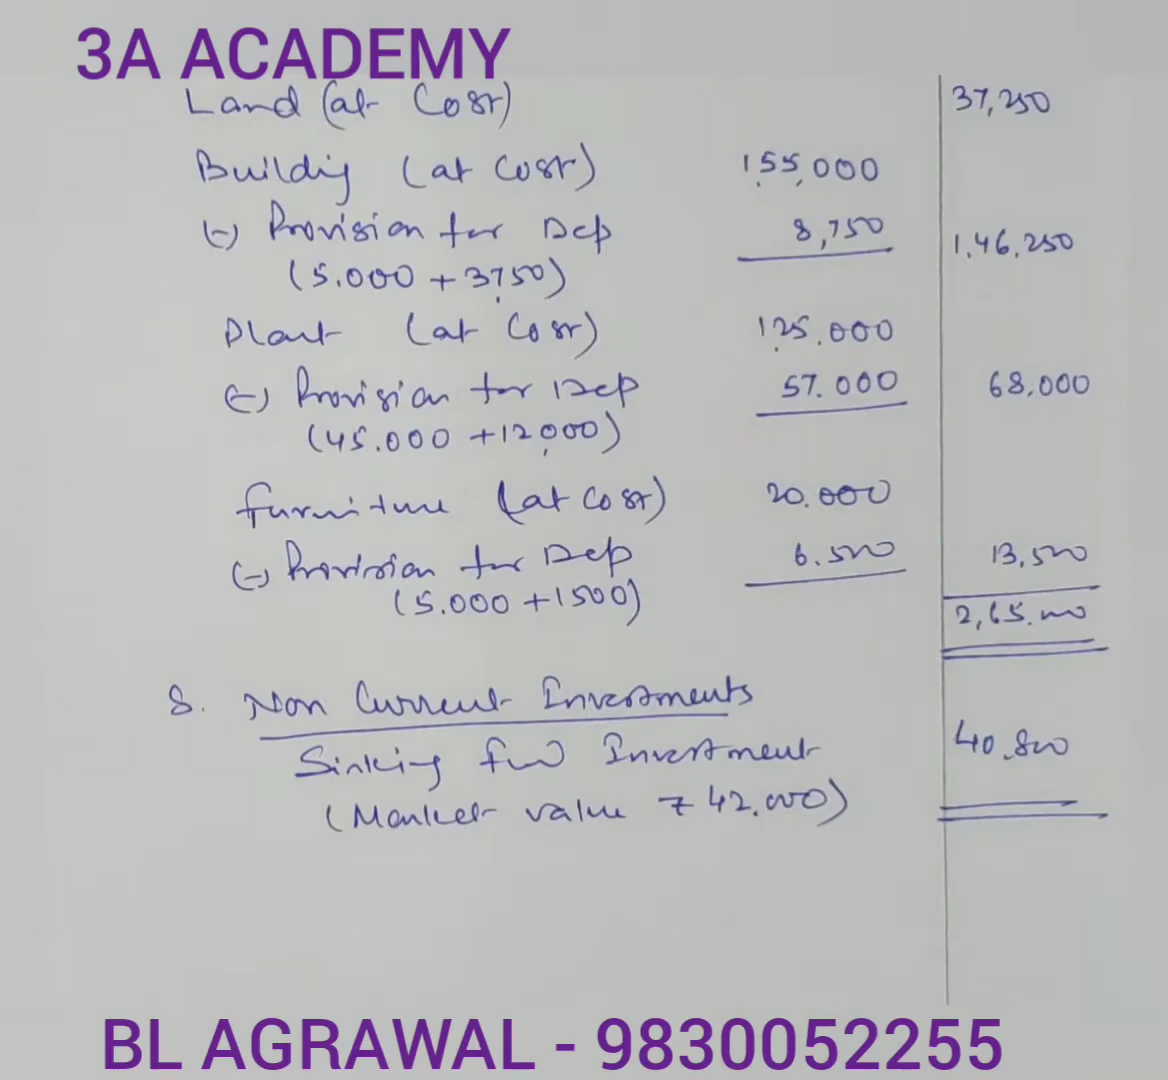 3A ACADEMY
Land (at Cost) 37,250
Building (at Cost) 1,55,000
(-) Provision for Dep 8,750 1,46,250
(5.000 + 3750)
Plant (at Cost) 1,25,000
(-) Provision for Dep 57.000 68,000
(45.000 + 12,000)
Furniture (at Cost) 20.000
(-) Provision for Dep 6.500 13,500
(5.000 + 1500)
2,65,000
8. Non Current Investments
Sinking fund Investment 40,800
(Market value ₹ 42,000)
BL AGRAWAL - 9830052255